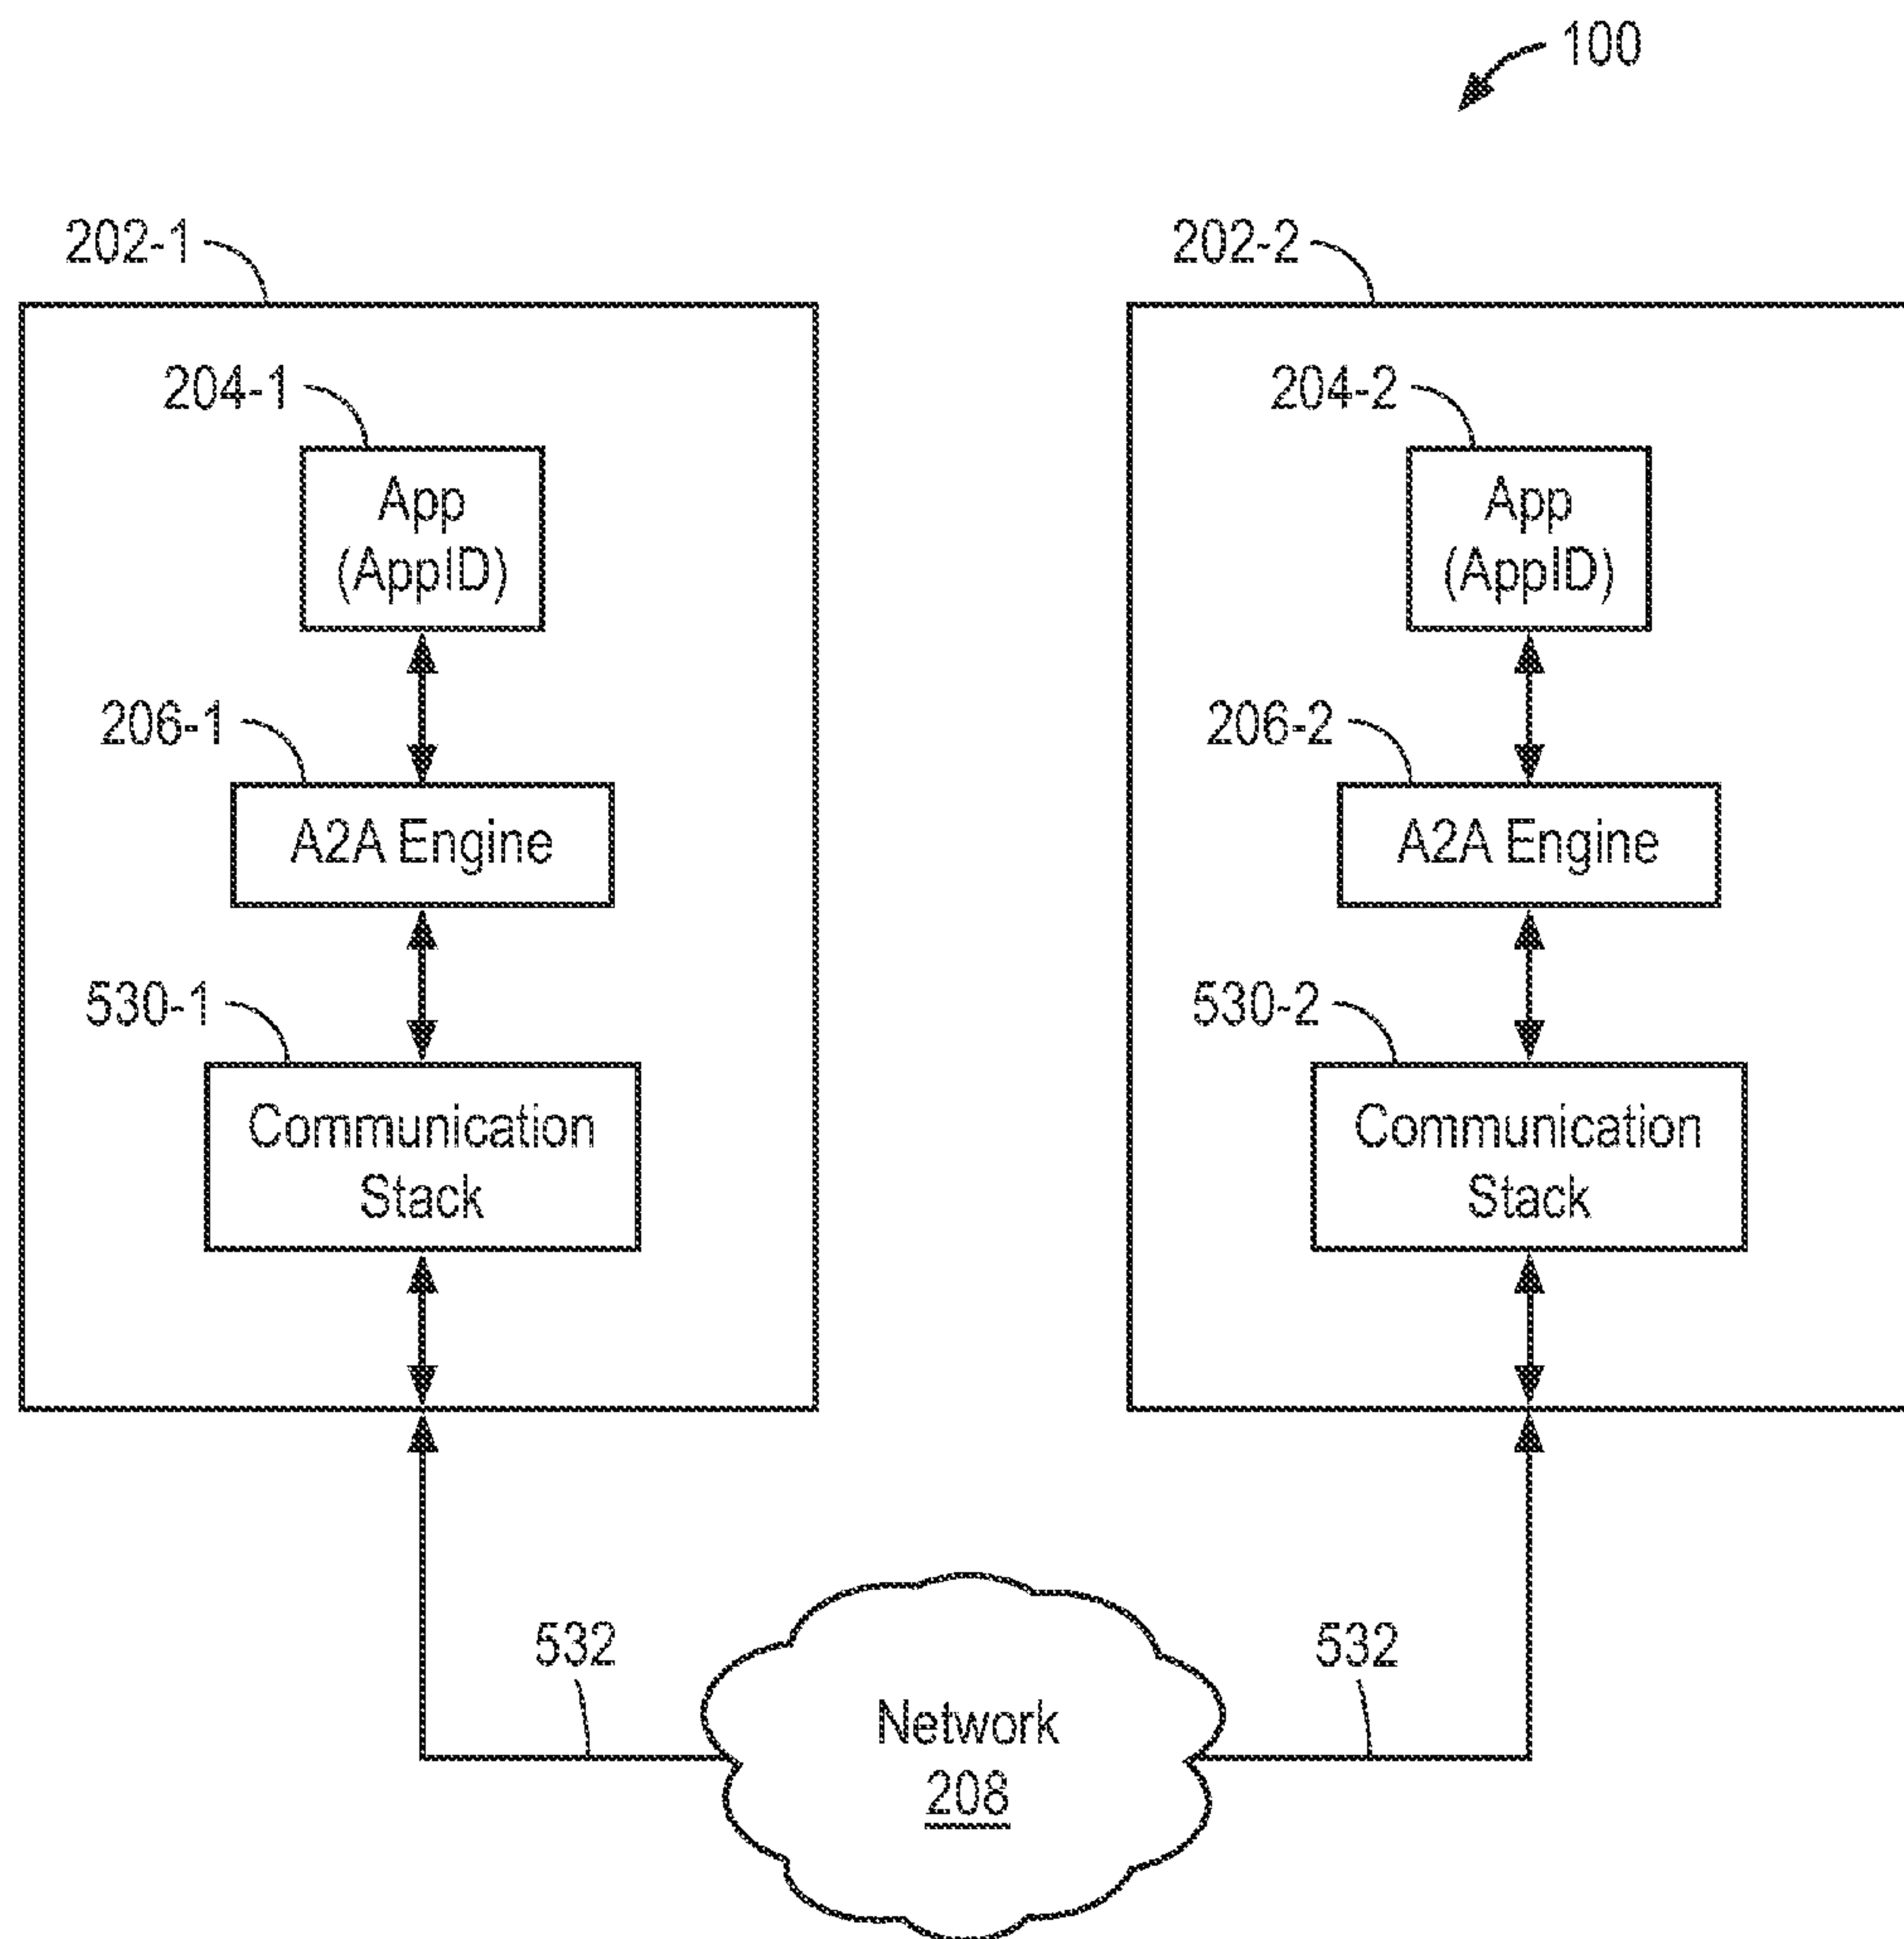 100
202-1
202-2
204-1
204-2
App
(AppID)
App
(AppID)
206-1
206-2
A2A Engine
A2A Engine
530-1
530-2
Communication
Stack
Communication
Stack
532
532
Network
208